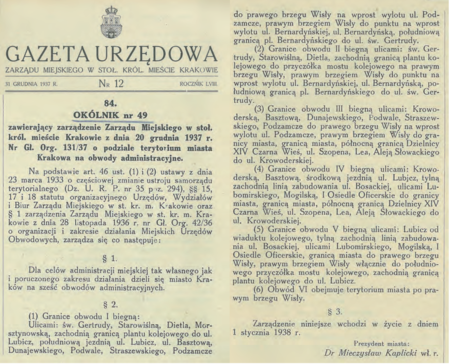 GAZETA URZĘDOWA
ZARZĄDU MIEJSKIEGO W STOŁ. KRÓL. MIEŚCIE KRAKOWIE
31 GRUDNIA 1937 R.
№ 12
ROCZNIK LVIII
84.
OKÓLNIK nr 49
zawierający zarządzenie Zarządu Miejskiego w stoł.
król. mieście Krakowie z dnia 20 grudnia 1937 r.
Nr Gl. Org. 131/37 o podziale terytorium miasta
Krakowa na obwody administracyjne.
Na podstawie art. 46 ust. (1) i (2) ustawy z dnia
23 marca 1933 o częściowej zmianie ustroju samorządu
terytorialnego (Dz. U. R. P. nr 35 poz. 294), §§ 15,
17 i 18 statutu organizacyjnego Urzędów, Wydziałów
i Biur Zarządu Miejskiego w st. kr. m. Krakowie oraz
§ 1 zarządzenia Zarządu Miejskiego w st. kr. m. Kra-
kowie z dnia 28 listopada 1936 r. nr Gl. Org. 42/36
o organizacji i zakresie działania Miejskich Urzędów
Obwodowych, zarządza się co następuje:
§ 1.
Dla celów administracji miejskiej tak własnego jak
i poruczonego zakresu działania dzieli się miasto Kra-
ków na sześć obwodów administracyjnych.
§ 2.
(1) Granice obwodu I biegną:
Ulicami: św. Gertrudy, Starowiślną, Dietla, Mor-
sztynowską, zachodnią granicą plantu kolejowego do ul.
Lubicz, południową jezdnią ul. Lubicz, ul. Basztową,
Dunajewskiego, Podwale, Straszewskiego, Podzamcze
do prawego brzegu Wisły na wprost wylotu ul. Pod-
zamcze, prawym brzegiem Wisły do punktu na wprost
wylotu ul. Bernardyńskiej, ul. Bernardyńską, południową
granicą pl. Bernardyńskiego do ul. św. Gertrudy.
(2) Granice obwodu II biegną ulicami: św. Ger-
trudy, Starowiślną, Dietla, zachodnią granicą plantu ko-
lejowego do przyczółka mostu kolejowego na prawym
brzegu Wisły, prawym brzegiem Wisły do punktu na
wprost wylotu ul. Bernardyńskiej, ul. Bernardyńską, po-
łudniową granicą pl. Bernardyńskiego do ul. św. Ger-
trudy.
(3) Granice obwodu III biegną ulicami: Krowo-
derską, Basztową, Dunajewskiego, Podwale, Straszew-
skiego, Podzamcze do prawego brzegu Wisły na wprost
wylotu ul. Podzamcze, prawym brzegiem Wisły do gra-
nicy miasta, granicą miasta, północną granicą Dzielnicy
XIV Czarna Wieś, ul. Szopena, Lea, Aleją Słowackiego
do ul. Krowoderskiej.
(4) Granice obwodu IV biegną ulicami: Krowo-
derską, Basztową, środkową jezdnią ul. Lubicz, tylną
zachodnią linią zabudowania ul. Bosackiej, ulicami Lu-
bomirskiego, Mogilską, i Osiedle Oficerskie do granicy
miasta, granicą miasta, północną granicą Dzielnicy XIV
Czarna Wieś, ul. Szopena, Lea, Aleją Słowackiego do
ul. Krowoderskiej.
(5) Granice obwodu V biegną ulicami: Lubicz od
wiaduktu kolejowego, tylną zachodnią linią zabudowa-
nia ul. Bosackiej, ulicami Lubomirskiego, Mogilską, i
Osiedle Oficerskie, granicą miasta do prawego brzegu
Wisły, prawym brzegiem Wisły włącznie do południo-
wego przyczółka mostu kolejowego, zachodnią granicą
plantu kolejowego do ul. Lubicz.
(6) Obwód VI obejmuje terytorium miasta po pra-
wym brzegu Wisły.
§ 3.
Zarządzenie niniejsze wchodzi w życie z dniem
1 stycznia 1938 r.
Prezydent miasta:
Dr Mieczysław Kaplicki wł. r.